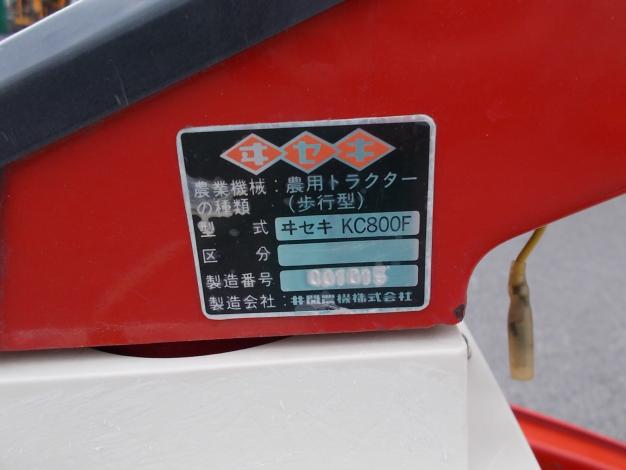 ヰセキ
農業機械の種類：農用トラクター（歩行型）
型式 ヰセキ KC800F
区分
製造番号
製造会社：井関農機株式会社